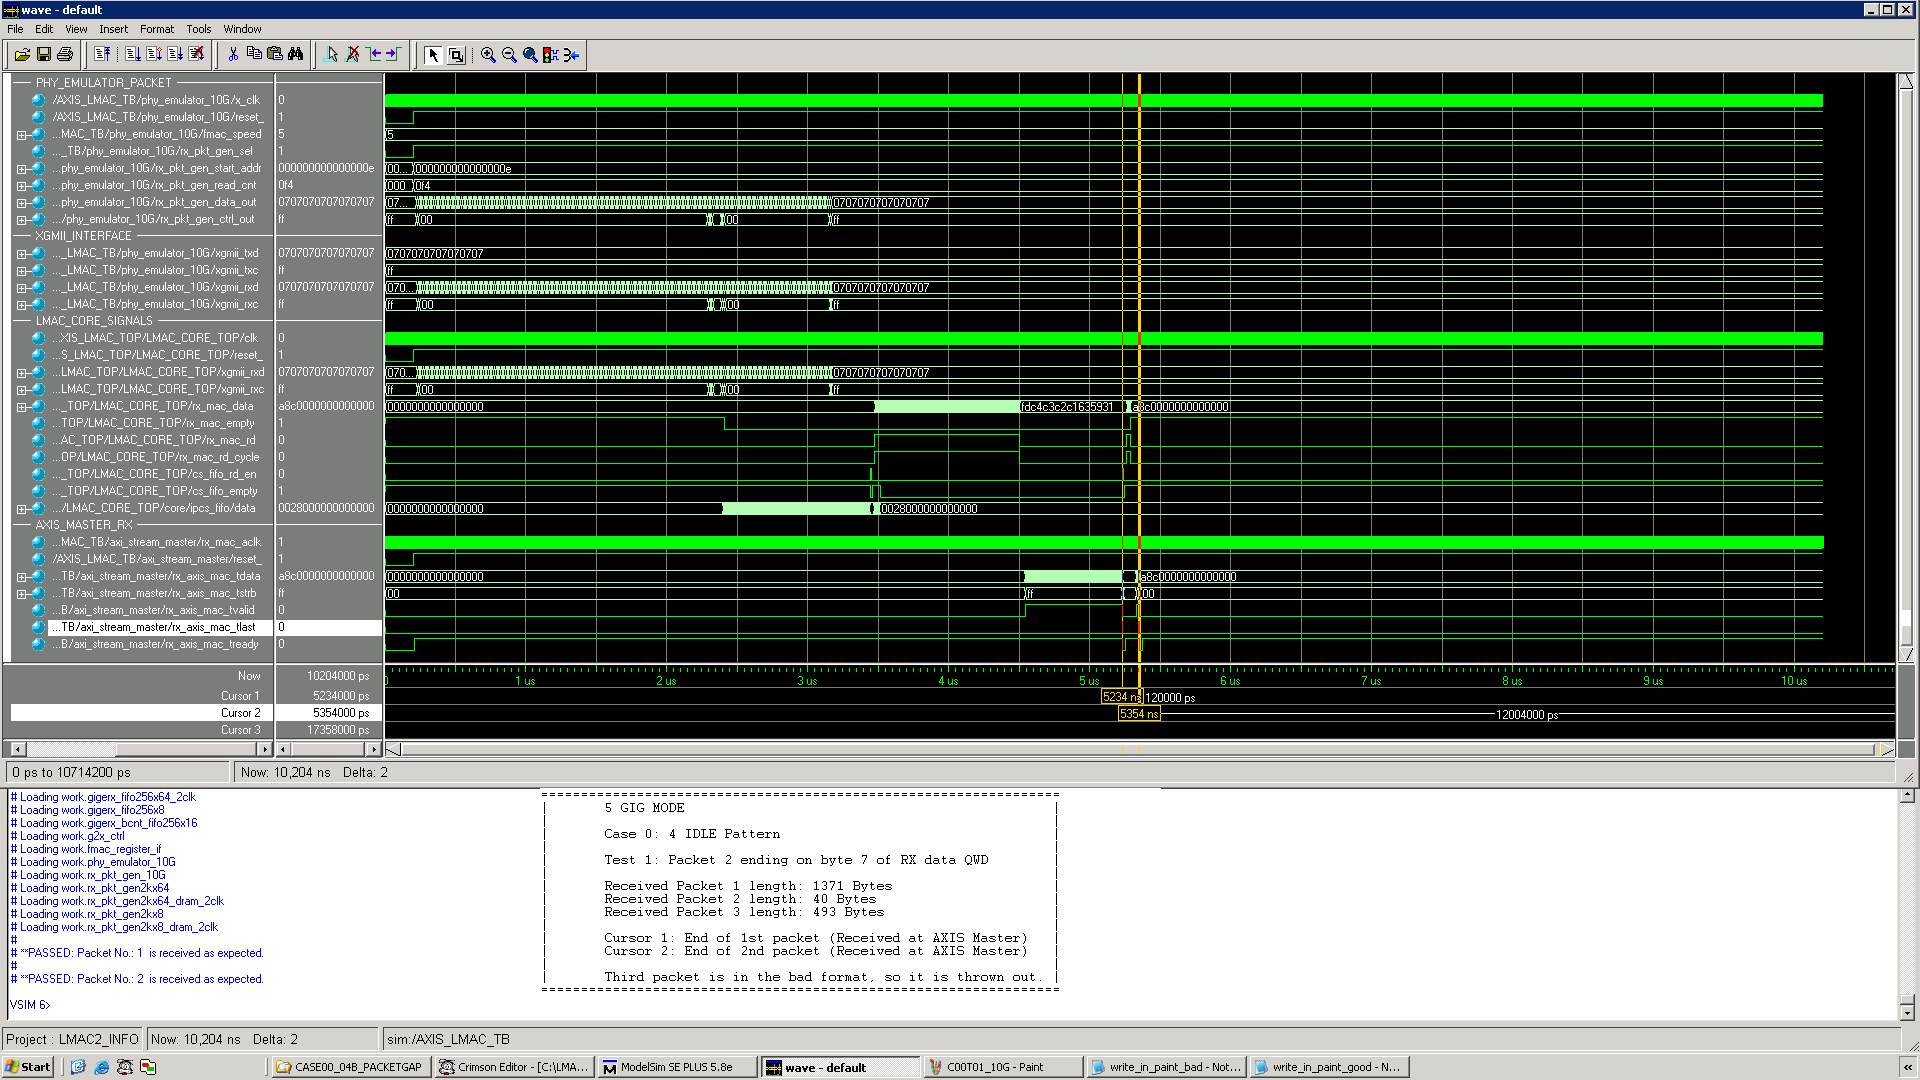 wave - default
File Edit View Insert Format Tools Window
PHY_EMULATOR_PACKET
/AXIS_LMAC_TB/phy_emulator_10G/x_clk 0
/AXIS_LMAC_TB/phy_emulator_10G/reset_ 1
...MAC_TB/phy_emulator_10G/fmac_speed 5 5
..._TB/phy_emulator_10G/rx_pkt_gen_sel 1
...phy_emulator_10G/rx_pkt_gen_start_addr 000000000000000e 00... 000000000000000e
...phy_emulator_10G/rx_pkt_gen_read_cnt 0f4 000 0f4
...phy_emulator_10G/rx_pkt_gen_data_out 0707070707070707 07... 0707070707070707
.../phy_emulator_10G/rx_pkt_gen_ctrl_out ff ff 00 00 ff
XGMII_INTERFACE
..._LMAC_TB/phy_emulator_10G/xgmii_txd 0707070707070707 0707070707070707
..._LMAC_TB/phy_emulator_10G/xgmii_txc ff ff
..._LMAC_TB/phy_emulator_10G/xgmii_rxd 0707070707070707 070... 0707070707070707
..._LMAC_TB/phy_emulator_10G/xgmii_rxc ff ff 00 00 ff
LMAC_CORE_SIGNALS
...XIS_LMAC_TOP/LMAC_CORE_TOP/clk 0
...S_LMAC_TOP/LMAC_CORE_TOP/reset_ 1
...LMAC_TOP/LMAC_CORE_TOP/xgmii_rxd 0707070707070707 070... 0707070707070707
...LMAC_TOP/LMAC_CORE_TOP/xgmii_rxc ff ff 00 00 ff
..._TOP/LMAC_CORE_TOP/rx_mac_data a8c0000000000000 0000000000000000 fdc4c3c2c1635931 a8c0000000000000
...TOP/LMAC_CORE_TOP/rx_mac_empty 1
...AC_TOP/LMAC_CORE_TOP/rx_mac_rd 0
...OP/LMAC_CORE_TOP/rx_mac_rd_cycle 0
..._TOP/LMAC_CORE_TOP/cs_fifo_rd_en 0
..._TOP/LMAC_CORE_TOP/cs_fifo_empty 1
.../LMAC_CORE_TOP/core/ipcs_fifo/data 0028000000000000 0000000000000000 0028000000000000
AXIS_MASTER_RX
...MAC_TB/axi_stream_master/rx_mac_aclk 1
/AXIS_LMAC_TB/axi_stream_master/reset_ 1
...TB/axi_stream_master/rx_axis_mac_tdata a8c0000000000000 0000000000000000 a8c0000000000000
...TB/axi_stream_master/rx_axis_mac_tstrb ff 00 ff 00
...B/axi_stream_master/rx_axis_mac_tvalid 0
...TB/axi_stream_master/rx_axis_mac_tlast 0
...B/axi_stream_master/rx_axis_mac_tready 0
Now 10204000 ps 1 us 2 us 3 us 4 us 5 us 6 us 7 us 8 us 9 us 10 us
Cursor 1 5234000 ps 5234 ns 120000 ps
Cursor 2 5354000 ps 5354 ns 12004000 ps
Cursor 3 17358000 ps
0 ps to 10714200 ps Now: 10,204 ns Delta: 2
# Loading work.gigerx_fifo256x64_2clk
# Loading work.gigerx_fifo256x8
# Loading work.gigerx_bcnt_fifo256x16
# Loading work.g2x_ctrl
# Loading work.fmac_register_if
# Loading work.phy_emulator_10G
# Loading work.rx_pkt_gen_10G
# Loading work.rx_pkt_gen2kx64
# Loading work.rx_pkt_gen2kx64_dram_2clk
# Loading work.rx_pkt_gen2kx8
# Loading work.rx_pkt_gen2kx8_dram_2clk
#
# **PASSED: Packet No.: 1 is received as expected.
#
# **PASSED: Packet No.: 2 is received as expected.
VSIM 6>
5 GIG MODE
Case 0: 4 IDLE Pattern
Test 1: Packet 2 ending on byte 7 of RX data QWD
Received Packet 1 length: 1371 Bytes
Received Packet 2 length: 40 Bytes
Received Packet 3 length: 493 Bytes
Cursor 1: End of 1st packet (Received at AXIS Master)
Cursor 2: End of 2nd packet (Received at AXIS Master)
Third packet is in the bad format, so it is thrown out.
Project : LMAC2_INFO Now: 10,204 ns Delta: 2 sim:/AXIS_LMAC_TB
Start CASE00_04B_PACKETGAP Crimson Editor - [C:\LMA... ModelSim SE PLUS 5.8e wave - default C00T01_10G - Paint write_in_paint_bad - Not... write_in_paint_good - N... «